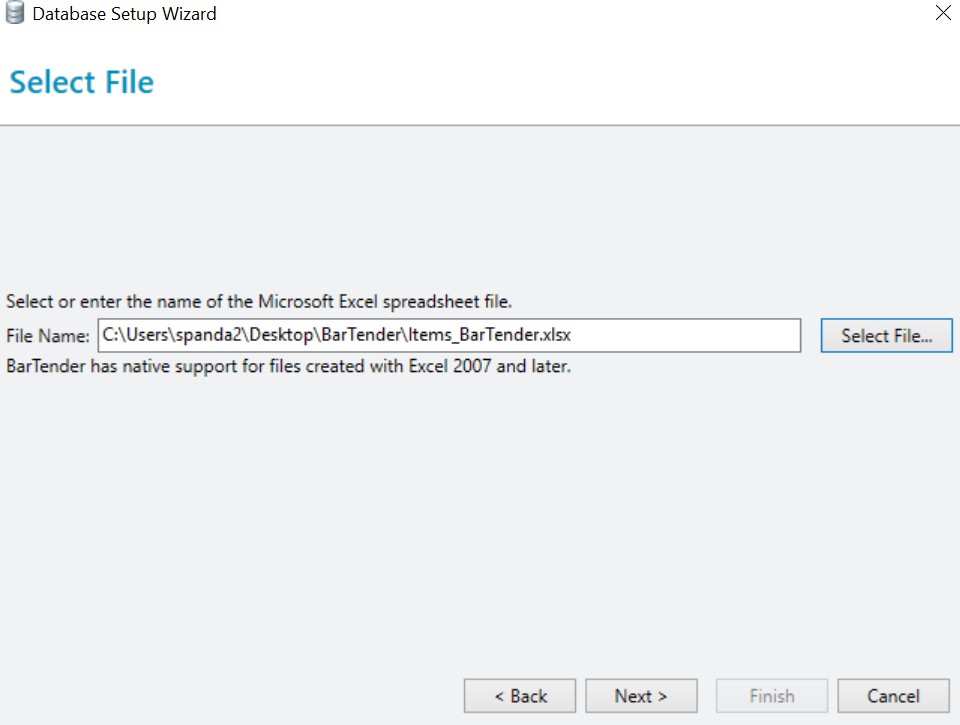 Database Setup Wizard
Select File
Select or enter the name of the Microsoft Excel spreadsheet file.
File Name: C:\Users\spanda2\Desktop\BarTender\Items_BarTender.xlsx Select File...
BarTender has native support for files created with Excel 2007 and later.
< Back Next > Finish Cancel